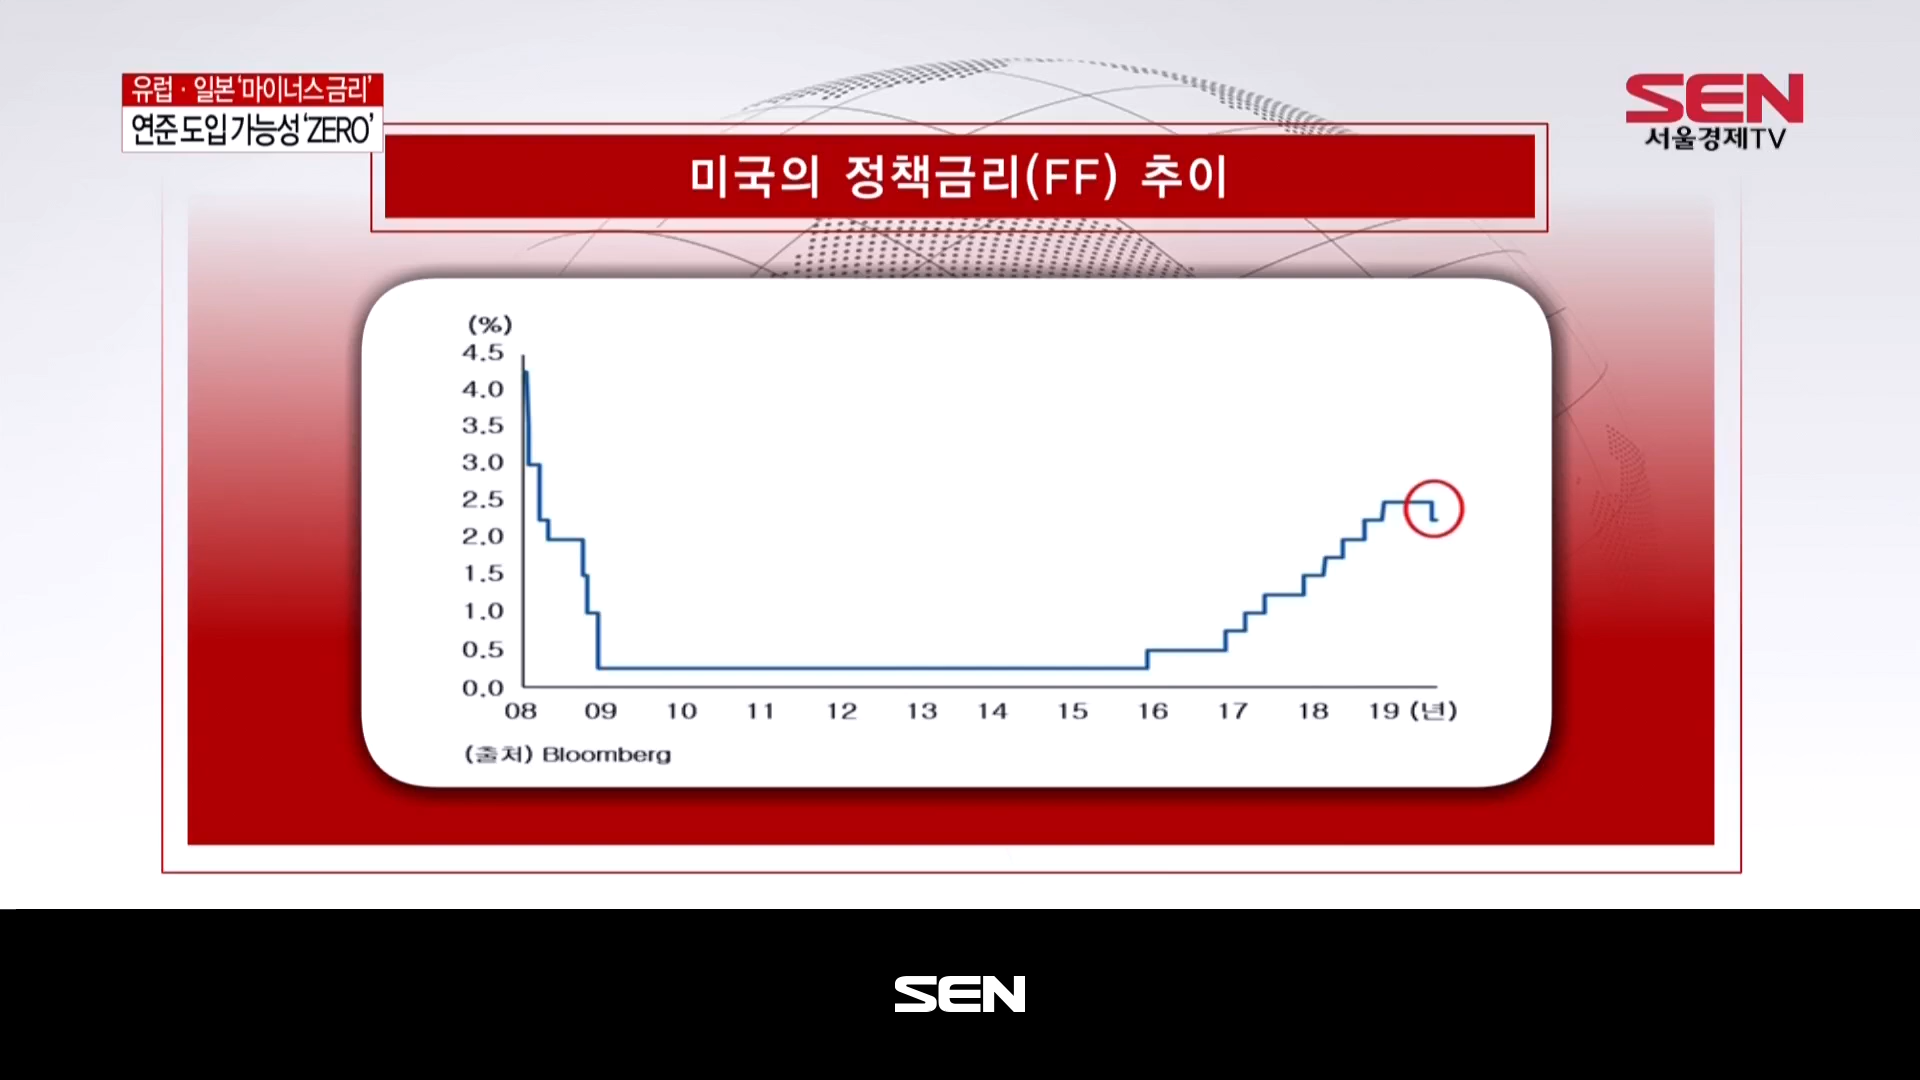 유럽·일본 '마이너스 금리'
연준 도입 가능성 'ZERO'
SEN
서울경제TV
미국의 정책금리(FF) 추이
(%)
4.5
4.0
3.5
3.0
2.5
2.0
1.5
1.0
0.5
0.0
08 09 10 11 12 13 14 15 16 17 18 19 (년)
(출처) Bloomberg
SEN